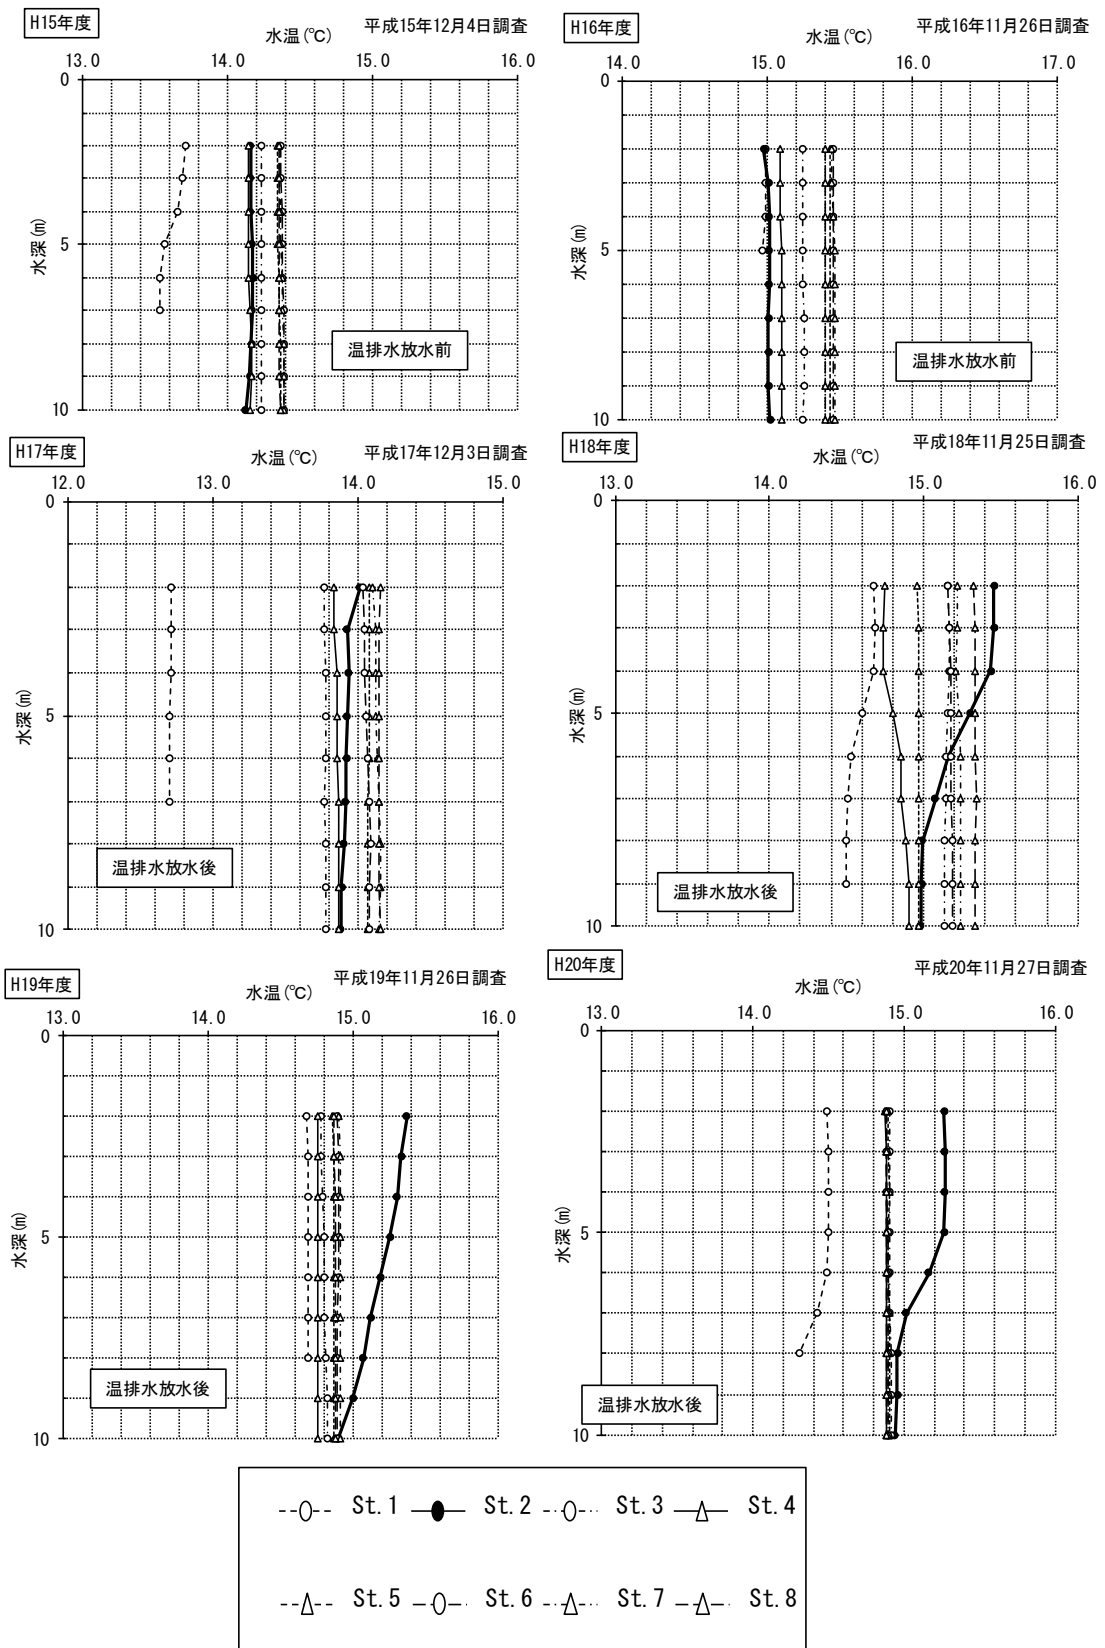 H15年度
平成15年12月4日調査
水温(℃)
13.0 14.0 15.0 16.0
0
5
10
水深(m)
温排水放水前
H16年度
平成16年11月26日調査
水温(℃)
14.0 15.0 16.0 17.0
0
5
10
水深(m)
温排水放水前
H17年度
平成17年12月3日調査
水温(℃)
12.0 13.0 14.0 15.0
0
5
10
水深(m)
温排水放水後
H18年度
平成18年11月25日調査
水温(℃)
13.0 14.0 15.0 16.0
0
5
10
水深(m)
温排水放水後
H19年度
平成19年11月26日調査
水温(℃)
13.0 14.0 15.0 16.0
0
5
10
水深(m)
温排水放水後
H20年度
平成20年11月27日調査
水温(℃)
13.0 14.0 15.0 16.0
0
5
10
水深(m)
温排水放水後
St.1 St.2 St.3 St.4
St.5 St.6 St.7 St.8